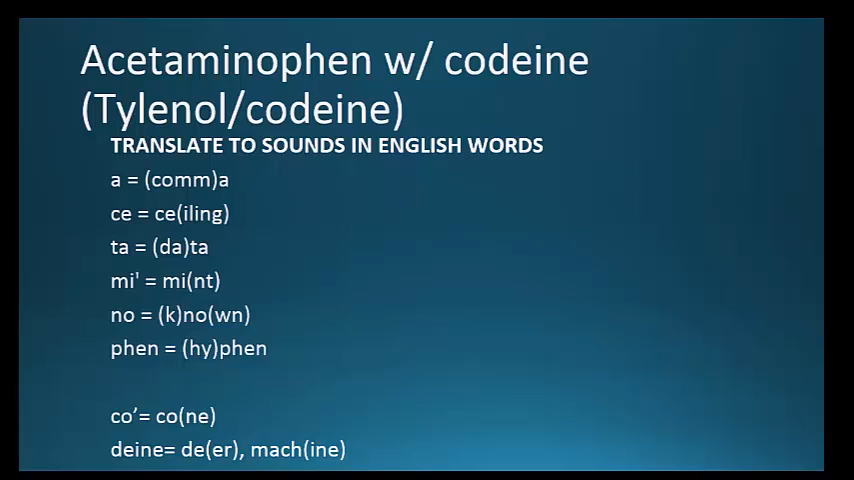 Acetaminophen w/ codeine
(Tylenol/codeine)
TRANSLATE TO SOUNDS IN ENGLISH WORDS
a = (comm)a
ce = ce(iling)
ta = (da)ta
mi' = mi(nt)
no = (k)no(wn)
phen = (hy)phen
co’= co(ne)
deine= de(er), mach(ine)